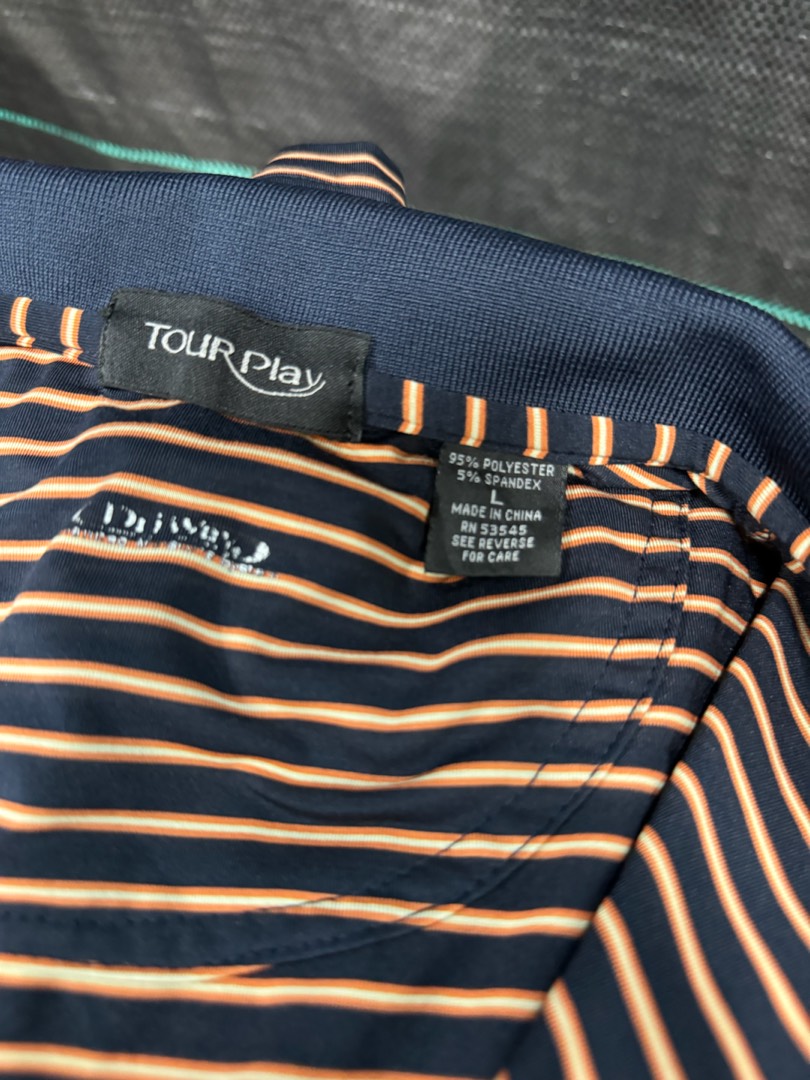 TOUR Play
95% POLYESTER
5% SPANDEX
L
MADE IN CHINA
RN 53545
SEE REVERSE
FOR CARE